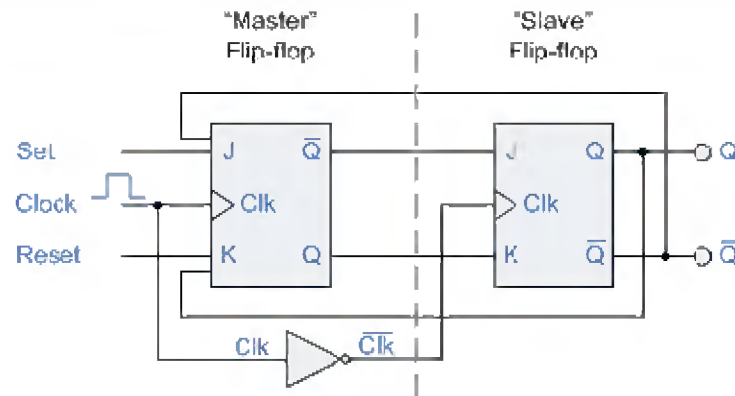 "Master" Flip-flop
"Slave" Flip-flop
Set J Q̅ J Q Q
Clock Clk Clk
Reset K Q K Q̅ Q̅
Clk C̅l̅k̅